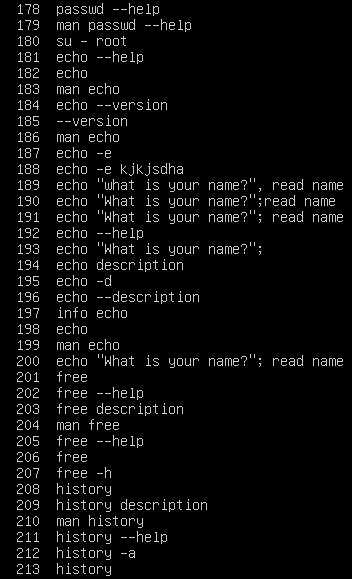 178 passwd --help
179 man passwd --help
180 su - root
181 echo --help
182 echo
183 man echo
184 echo --version
185 --version
186 man echo
187 echo -e
188 echo -e kjkjsdha
189 echo "what is your name?", read name
190 echo "What is your name?";read name
191 echo "What is your name?"; read name
192 echo --help
193 echo "What is your name?";
194 echo description
195 echo -d
196 echo --description
197 info echo
198 echo
199 man echo
200 echo "What is your name?"; read name
201 free
202 free --help
203 free description
204 man free
205 free --help
206 free
207 free -h
208 history
209 history description
210 man history
211 history --help
212 history -a
213 history